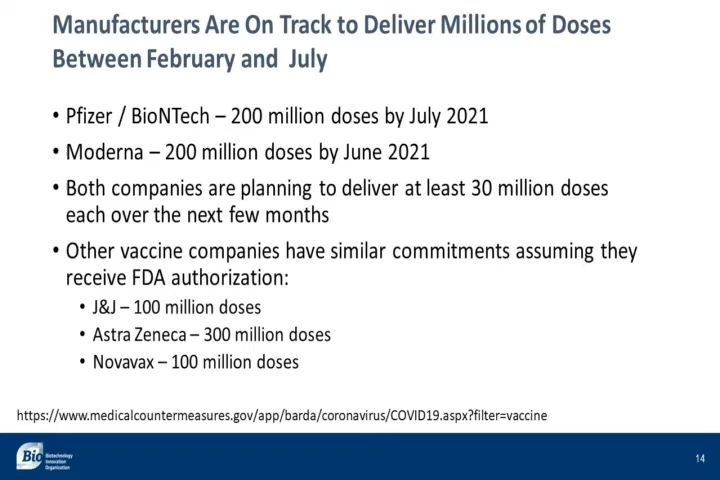 Manufacturers Are On Track to Deliver Millions of Doses
Between February and July
• Pfizer / BioNTech – 200 million doses by July 2021
• Moderna – 200 million doses by June 2021
• Both companies are planning to deliver at least 30 million doses
each over the next few months
• Other vaccine companies have similar commitments assuming they
receive FDA authorization:
• J&J – 100 million doses
• Astra Zeneca – 300 million doses
• Novavax – 100 million doses
https://www.medicalcountermeasures.gov/app/barda/coronavirus/COVID19.aspx?filter=vaccine
Bio
Biotechnology
Innovation
Organization
14